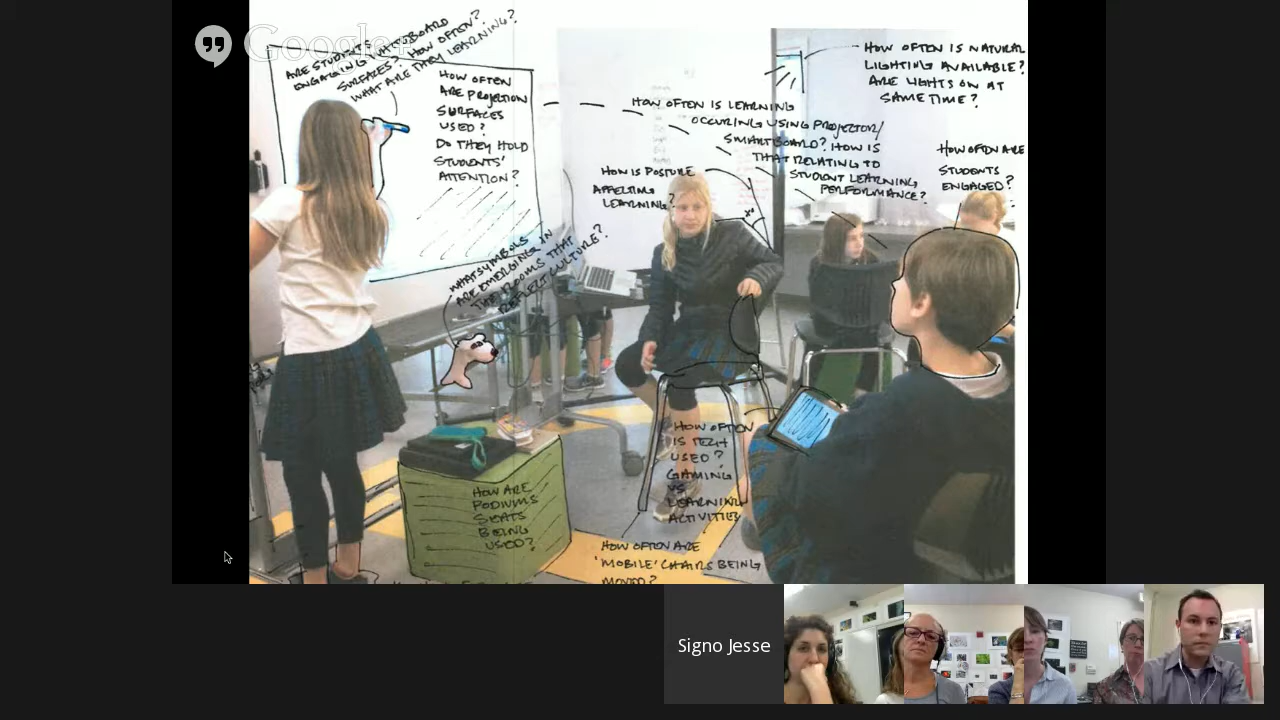 Google+
ARE STUDENTS
ENGAGING WHITEBOARD
SURFACES? HOW OFTEN?
WHAT ARE THEY LEARNING?
HOW OFTEN
ARE PROJECTION
SURFACES
USED?
DO THEY HOLD
STUDENTS'
ATTENTION?
HOW OFTEN IS NATURAL
LIGHTING AVAILABLE?
ARE LIGHTS ON AT
SAME TIME?
HOW OFTEN IS LEARNING
OCCURING USING PROJECTOR/
SMARTBOARD? HOW IS
THAT RELATING TO
STUDENT LEARNING
PERFORMANCE?
HOW OFTEN ARE
STUDENTS
ENGAGED?
HOW IS POSTURE
AFFECTING
LEARNING?
WHAT SYMBOLS
ARE EMERGING IN
THE ROOMS THAT
REFLECT CULTURE?
HOW OFTEN
IS TECH
USED?
GAMING
VS
LEARNING
ACTIVITIES
HOW ARE
PODIUMS
SEATS
BEING
USED?
HOW OFTEN ARE
'MOBILE' CHAIRS BEING
MOVED?
Signo Jesse